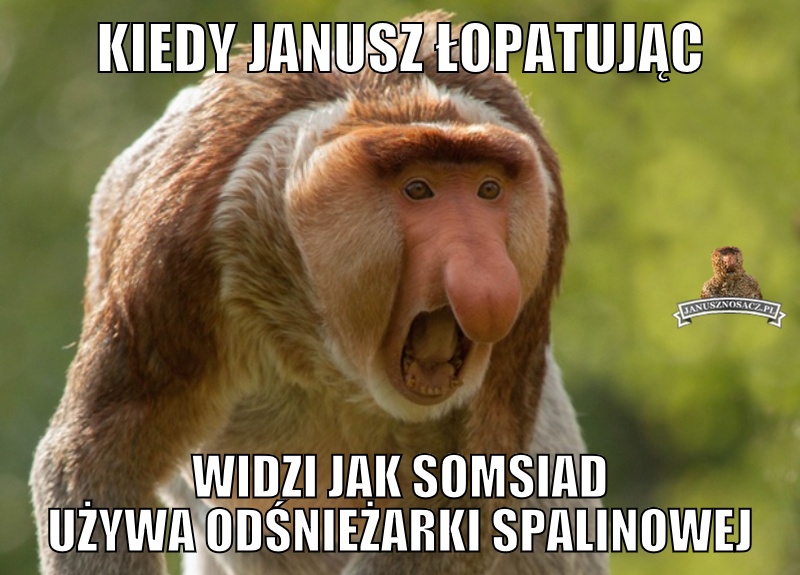 KIEDY JANUSZ ŁOPATUJĄC
JANUSZNOSACZ.PL
WIDZI JAK SOMSIAD
UŻYWA ODŚNIEŻARKI SPALINOWEJ